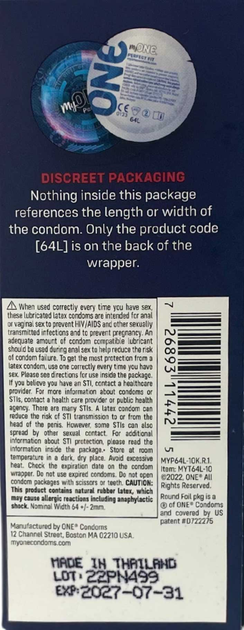 myONE
ONE
myONE
PERFECT FIT
0123
64L
DISCREET PACKAGING
Nothing inside this package
references the length or width of
the condom. Only the product code
[64L] is on the back of the
wrapper.
⚠ When used correctly every time you have sex,
these lubricated latex condoms are intended for anal
or vaginal sex to prevent HIV/AIDS and other sexually
transmitted infections and to prevent pregnancy. An
adequate amount of condom compatible lubricant
should be used during anal sex to help reduce the risk
of condom failure. To get the most protection from a
latex condom, use one correctly every time you have
sex. Please see directions for use inside the package.
If you believe you have an STI, contact a healthcare
provider. For more information about condoms or
STIs, contact a health care provider or public health
agency. There are many STIs. A latex condom can
reduce the risk of STI transmission to or from the
head of the penis. However, some STIs can also
spread by other sexual contact. For additional
information about STI protection, please read the
information inside the package.• Store at room
temperature in a dark, dry place. Avoid excessive
heat. Check the expiration date on the condom
wrapper. Do not use expired condoms. Do not open
condom packages with scissors or teeth. CAUTION:
This product contains natural rubber latex, which
may cause allergic reactions including anaphylactic
shock. Nominal Width 64 +/- 2mm.
7 26893 11442 5
MYP64L-10K.R.1.
Item: MYT64L-10
©2022, ONE® All
Rights Reserved.
Round Foil pkg is a
® of ONE® Condoms
and covered by US
patent #D722276
Manufactured by ONE® Condoms
12 Channel Street, Boston MA 02210 USA.
myonecondoms.com
MADE IN THAILAND
LOT: 22PN499
EXP: 2027-07-31